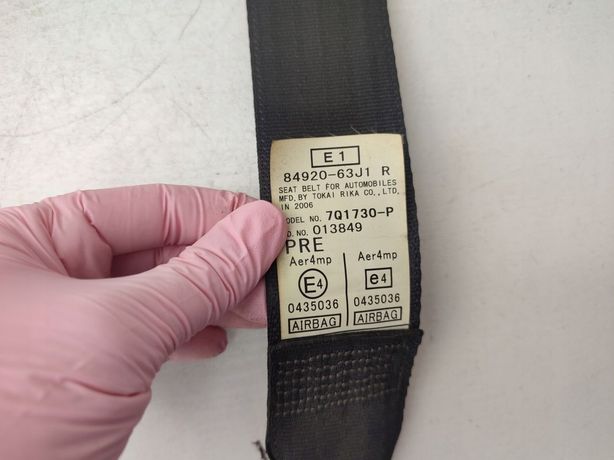 E1
84920-63J1 R
SEAT BELT FOR AUTOMOBILES
MFD. BY TOKAI RIKA CO., LTD.
IN 2006
MODEL NO. 7Q1730-P
D. NO. 013849
PRE
Aer4mp Aer4mp
E4 e4
0435036 0435036
AIRBAG AIRBAG